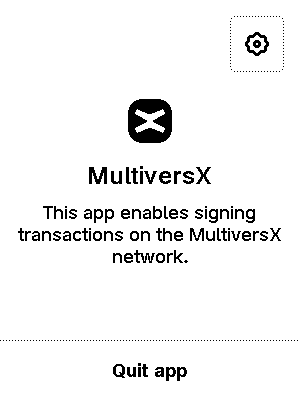 MultiversX
This app enables signing
transactions on the MultiversX
network.
Quit app